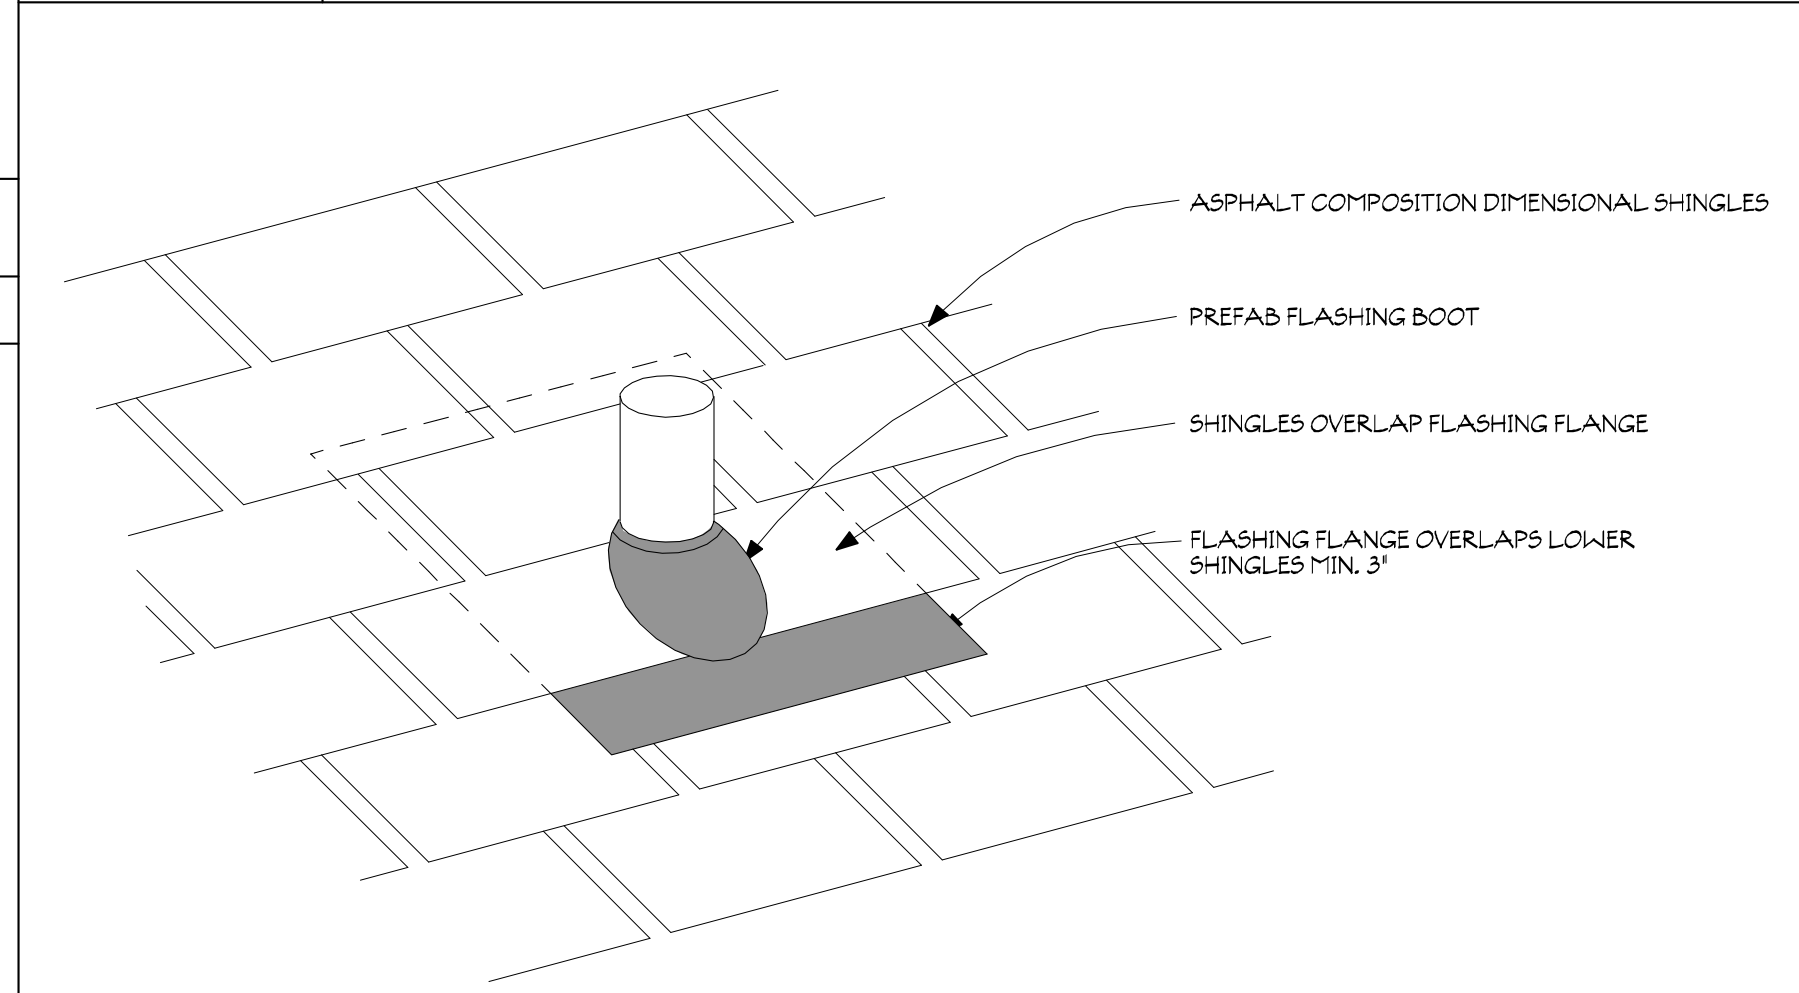 ASPHALT COMPOSITION DIMENSIONAL SHINGLES
PREFAB FLASHING BOOT
SHINGLES OVERLAP FLASHING FLANGE
FLASHING FLANGE OVERLAPS LOWER
SHINGLES MIN. 3"